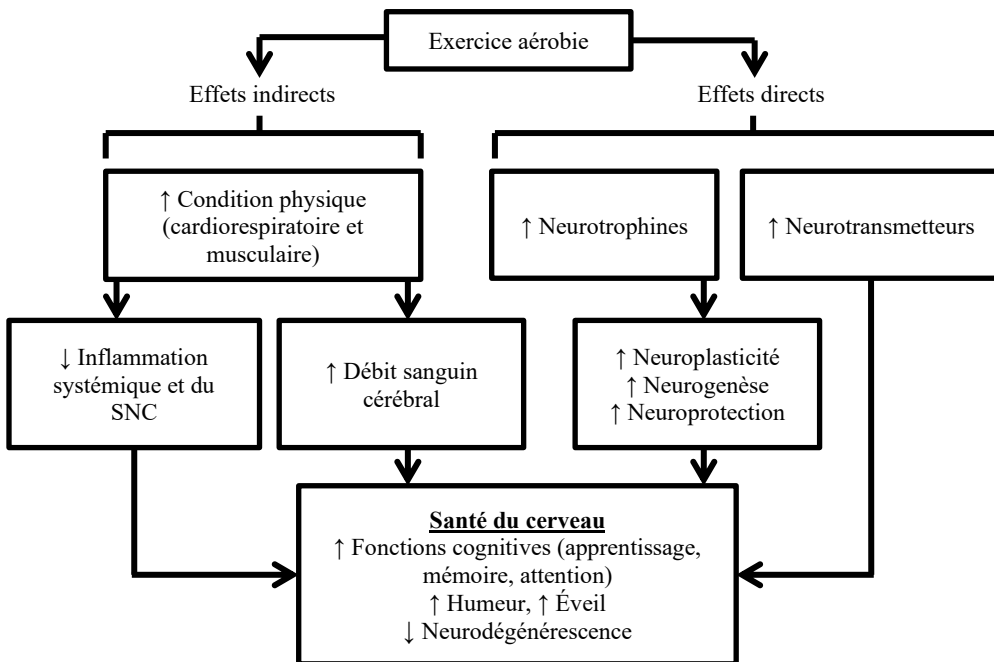 Exercice aérobie
Effets indirects
Effets directs
↑ Condition physique
(cardiorespiratoire et
musculaire)
↑ Neurotrophines
↑ Neurotransmetteurs
↓ Inflammation
systémique et du
SNC
↑ Débit sanguin
cérébral
↑ Neuroplasticité
↑ Neurogenèse
↑ Neuroprotection
Santé du cerveau
↑ Fonctions cognitives (apprentissage,
mémoire, attention)
↑ Humeur, ↑ Éveil
↓ Neurodégénérescence